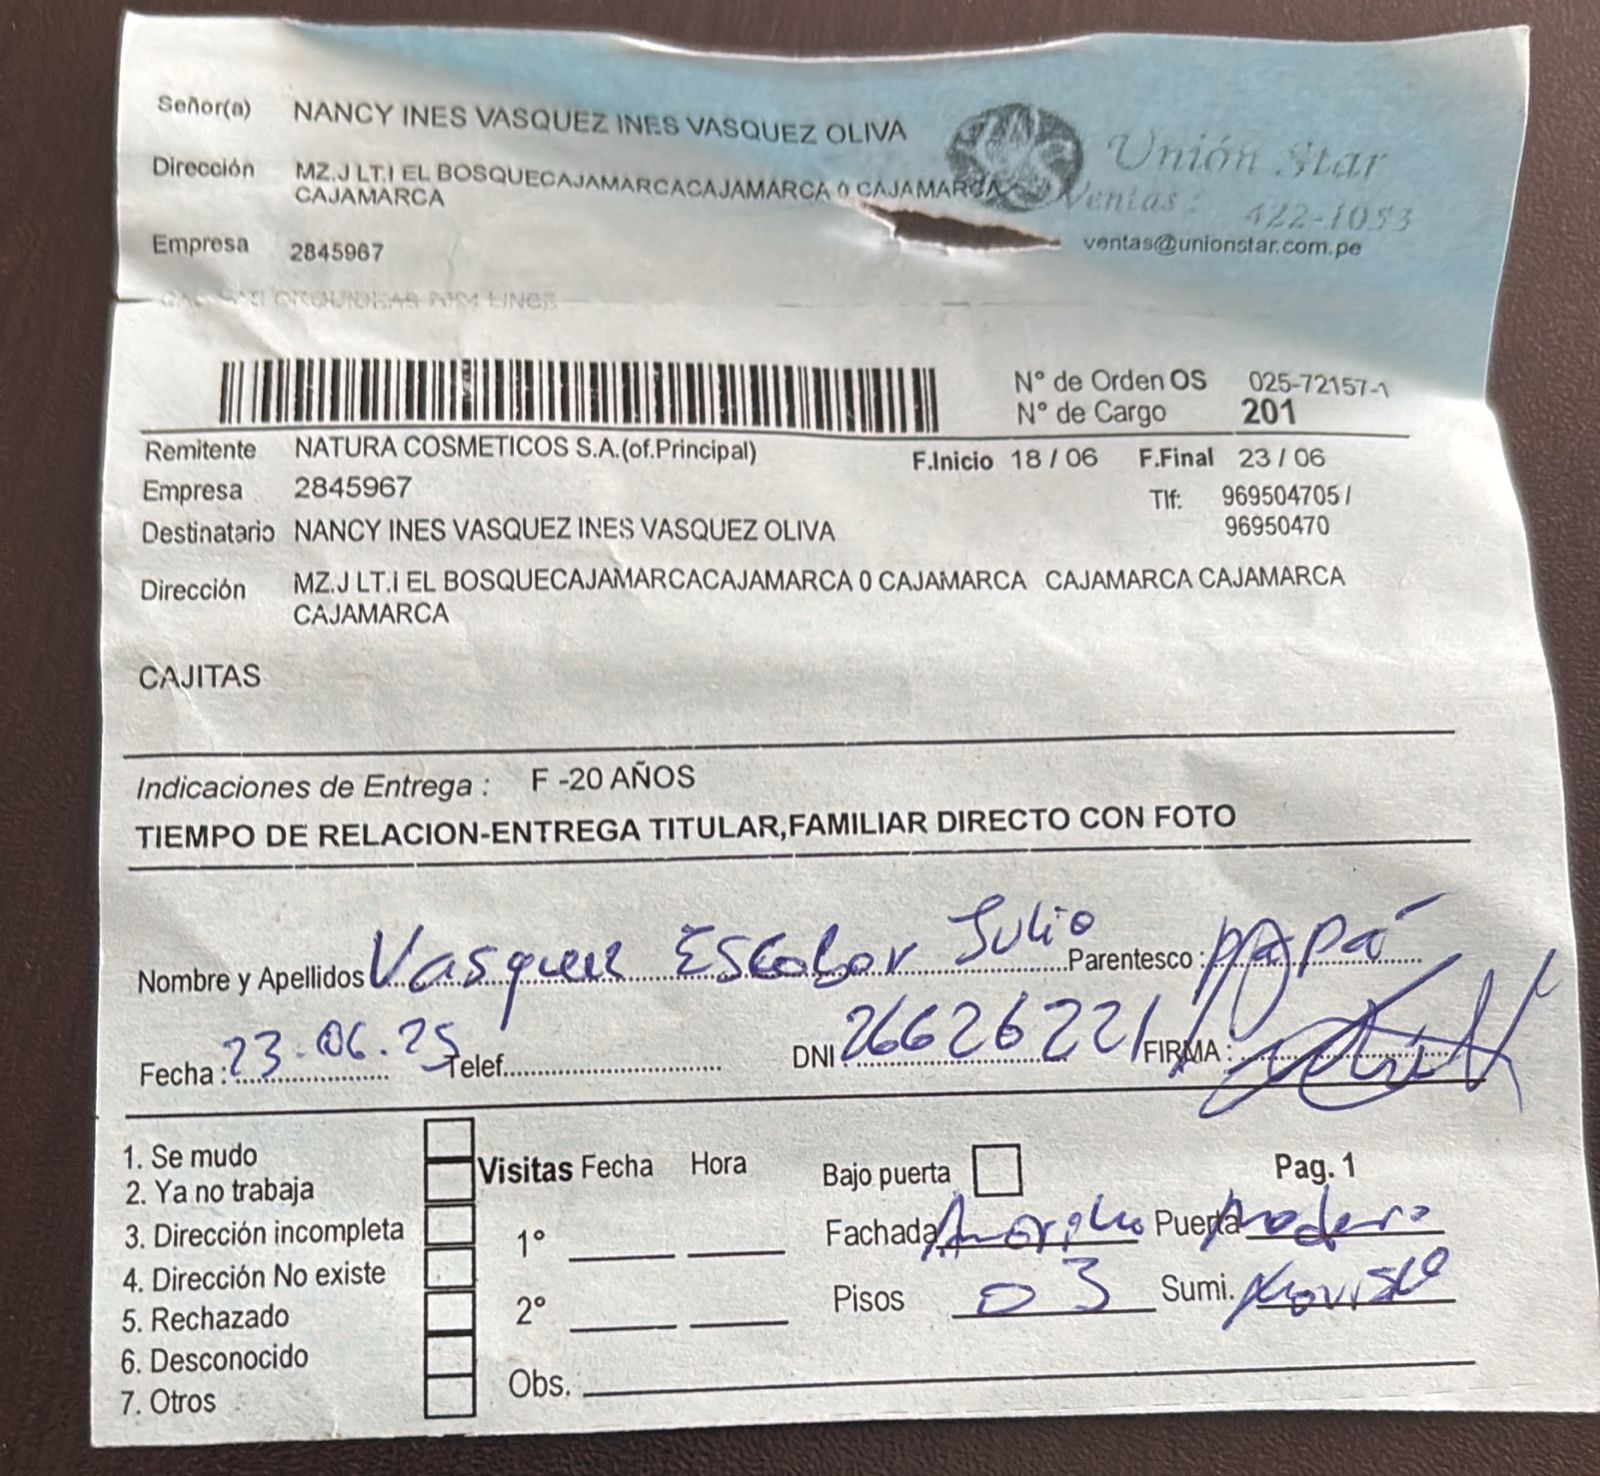 Señor(a) NANCY INES VASQUEZ INES VASQUEZ OLIVA
Unión Star
Dirección MZ.J LT.I EL BOSQUECAJAMARCACAJAMARCA 0 CAJAMARCA
CAJAMARCA
Ventas: 422-1053
ventas@unionstar.com.pe
Empresa 2845967
N° de Orden OS 025-72157-1
N° de Cargo 201
Remitente NATURA COSMETICOS S.A.(of.Principal)
F.Inicio 18 / 06 F.Final 23 / 06
Empresa 2845967
Tlf: 969504705 /
96950470
Destinatario NANCY INES VASQUEZ INES VASQUEZ OLIVA
Dirección MZ.J LT.I EL BOSQUECAJAMARCACAJAMARCA 0 CAJAMARCA CAJAMARCA CAJAMARCA
CAJAMARCA
CAJITAS
Indicaciones de Entrega : F -20 AÑOS
TIEMPO DE RELACION-ENTREGA TITULAR,FAMILIAR DIRECTO CON FOTO
Nombre y Apellidos Vasquez Escobar Julio Parentesco : papá
Fecha : 23.06.25 Telef. DNI 26626221 FIRMA :
1. Se mudo
2. Ya no trabaja
3. Dirección incompleta
4. Dirección No existe
5. Rechazado
6. Desconocido
7. Otros
Visitas Fecha Hora
1°
2°
Obs.
Bajo puerta Pag. 1
Fachada Amarillo Puerta madera
Pisos 03 Sumi.